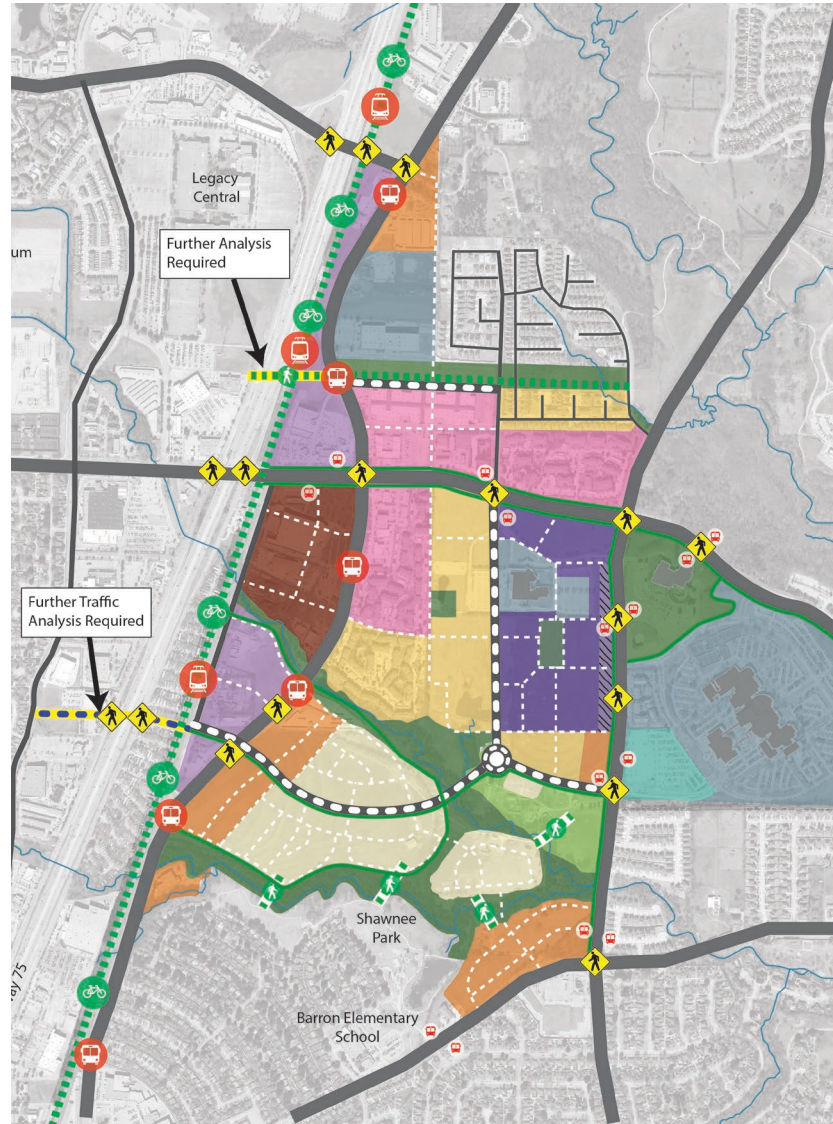 Legacy
Central
um
Further Analysis
Required
Further Traffic
Analysis Required
Shawnee
Park
ay 75
Barron Elementary
School